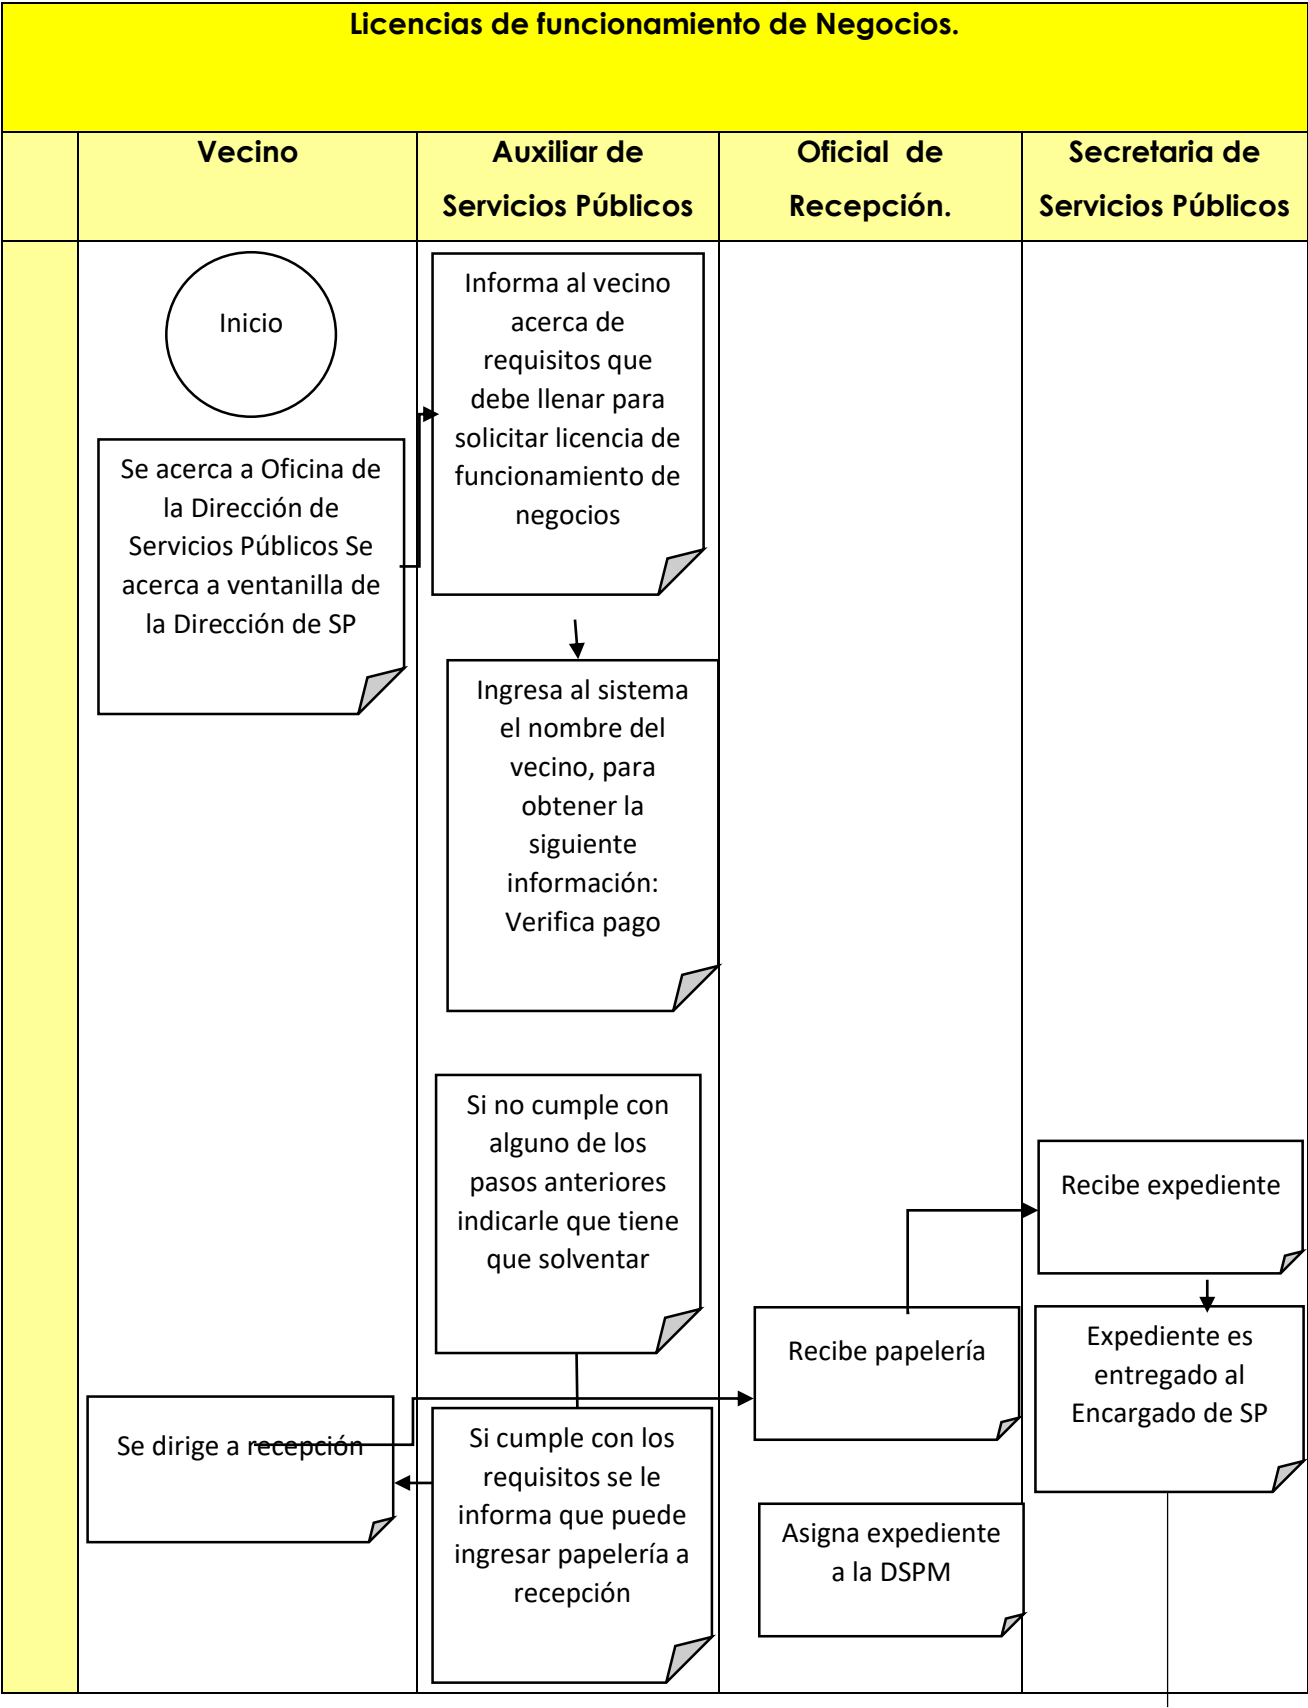 Licencias de funcionamiento de Negocios.
Vecino
Auxiliar de
Servicios Públicos
Oficial de
Recepción.
Secretaria de
Servicios Públicos
Inicio
Se acerca a Oficina de
la Dirección de
Servicios Públicos Se
acerca a ventanilla de
la Dirección de SP
Informa al vecino
acerca de
requisitos que
debe llenar para
solicitar licencia de
funcionamiento de
negocios
Ingresa al sistema
el nombre del
vecino, para
obtener la
siguiente
información:
Verifica pago
Si no cumple con
alguno de los
pasos anteriores
indicarle que tiene
que solventar
Si cumple con los
requisitos se le
informa que puede
ingresar papelería a
recepción
Se dirige a recepción
Recibe papelería
Asigna expediente
a la DSPM
Recibe expediente
Expediente es
entregado al
Encargado de SP